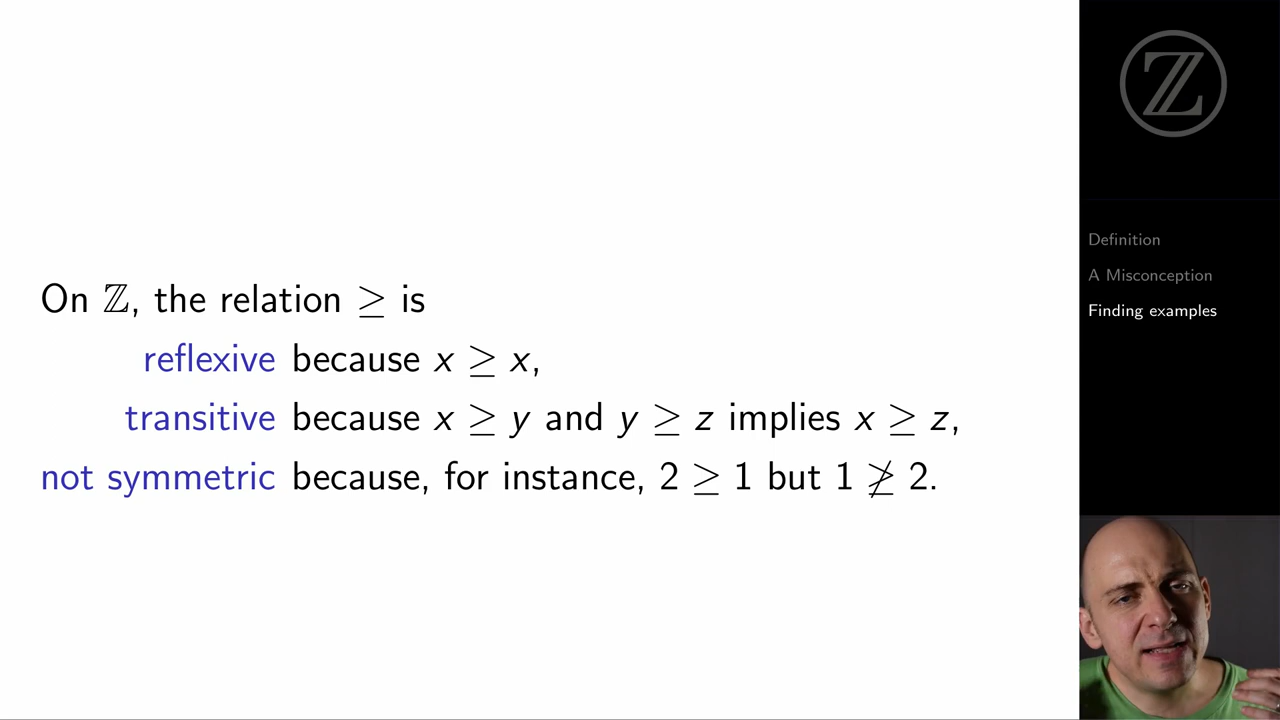 On ℤ, the relation ≥ is
reflexive because x ≥ x,
transitive because x ≥ y and y ≥ z implies x ≥ z,
not symmetric because, for instance, 2 ≥ 1 but 1 ≱ 2.
ℤ
Definition
A Misconception
Finding examples